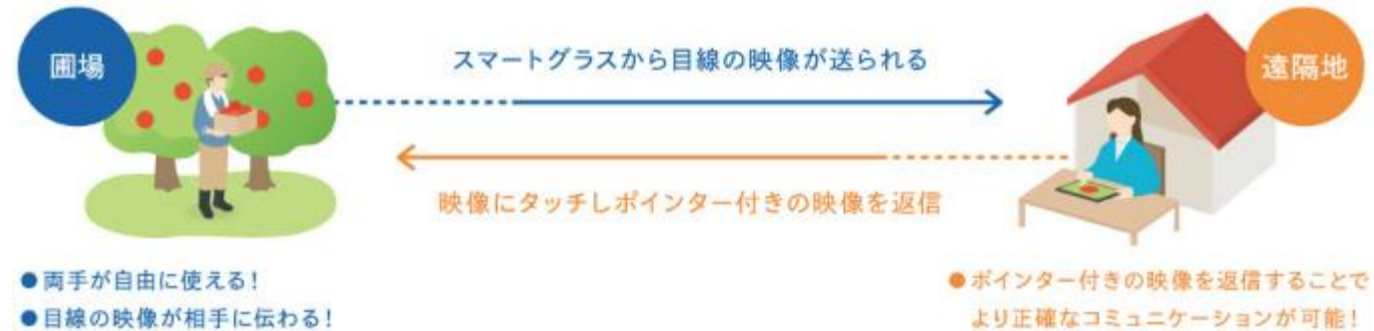 圃場
スマートグラスから目線の映像が送られる
遠隔地
映像にタッチしポインター付きの映像を返信
●両手が自由に使える！
●目線の映像が相手に伝わる！
●ポインター付きの映像を返信することで
より正確なコミュニケーションが可能！